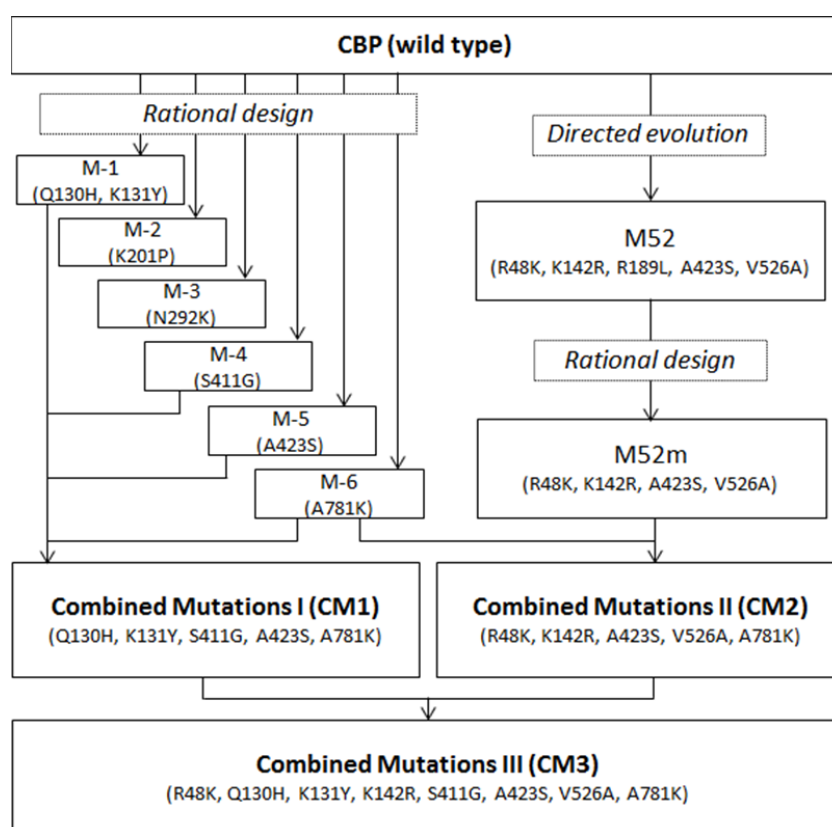 CBP (wild type)
Rational design
M-1
(Q130H, K131Y)
M-2
(K201P)
M-3
(N292K)
M-4
(S411G)
M-5
(A423S)
M-6
(A781K)
Directed evolution
M52
(R48K, K142R, R189L, A423S, V526A)
Rational design
M52m
(R48K, K142R, A423S, V526A)
Combined Mutations I (CM1)
(Q130H, K131Y, S411G, A423S, A781K)
Combined Mutations II (CM2)
(R48K, K142R, A423S, V526A, A781K)
Combined Mutations III (CM3)
(R48K, Q130H, K131Y, K142R, S411G, A423S, V526A, A781K)